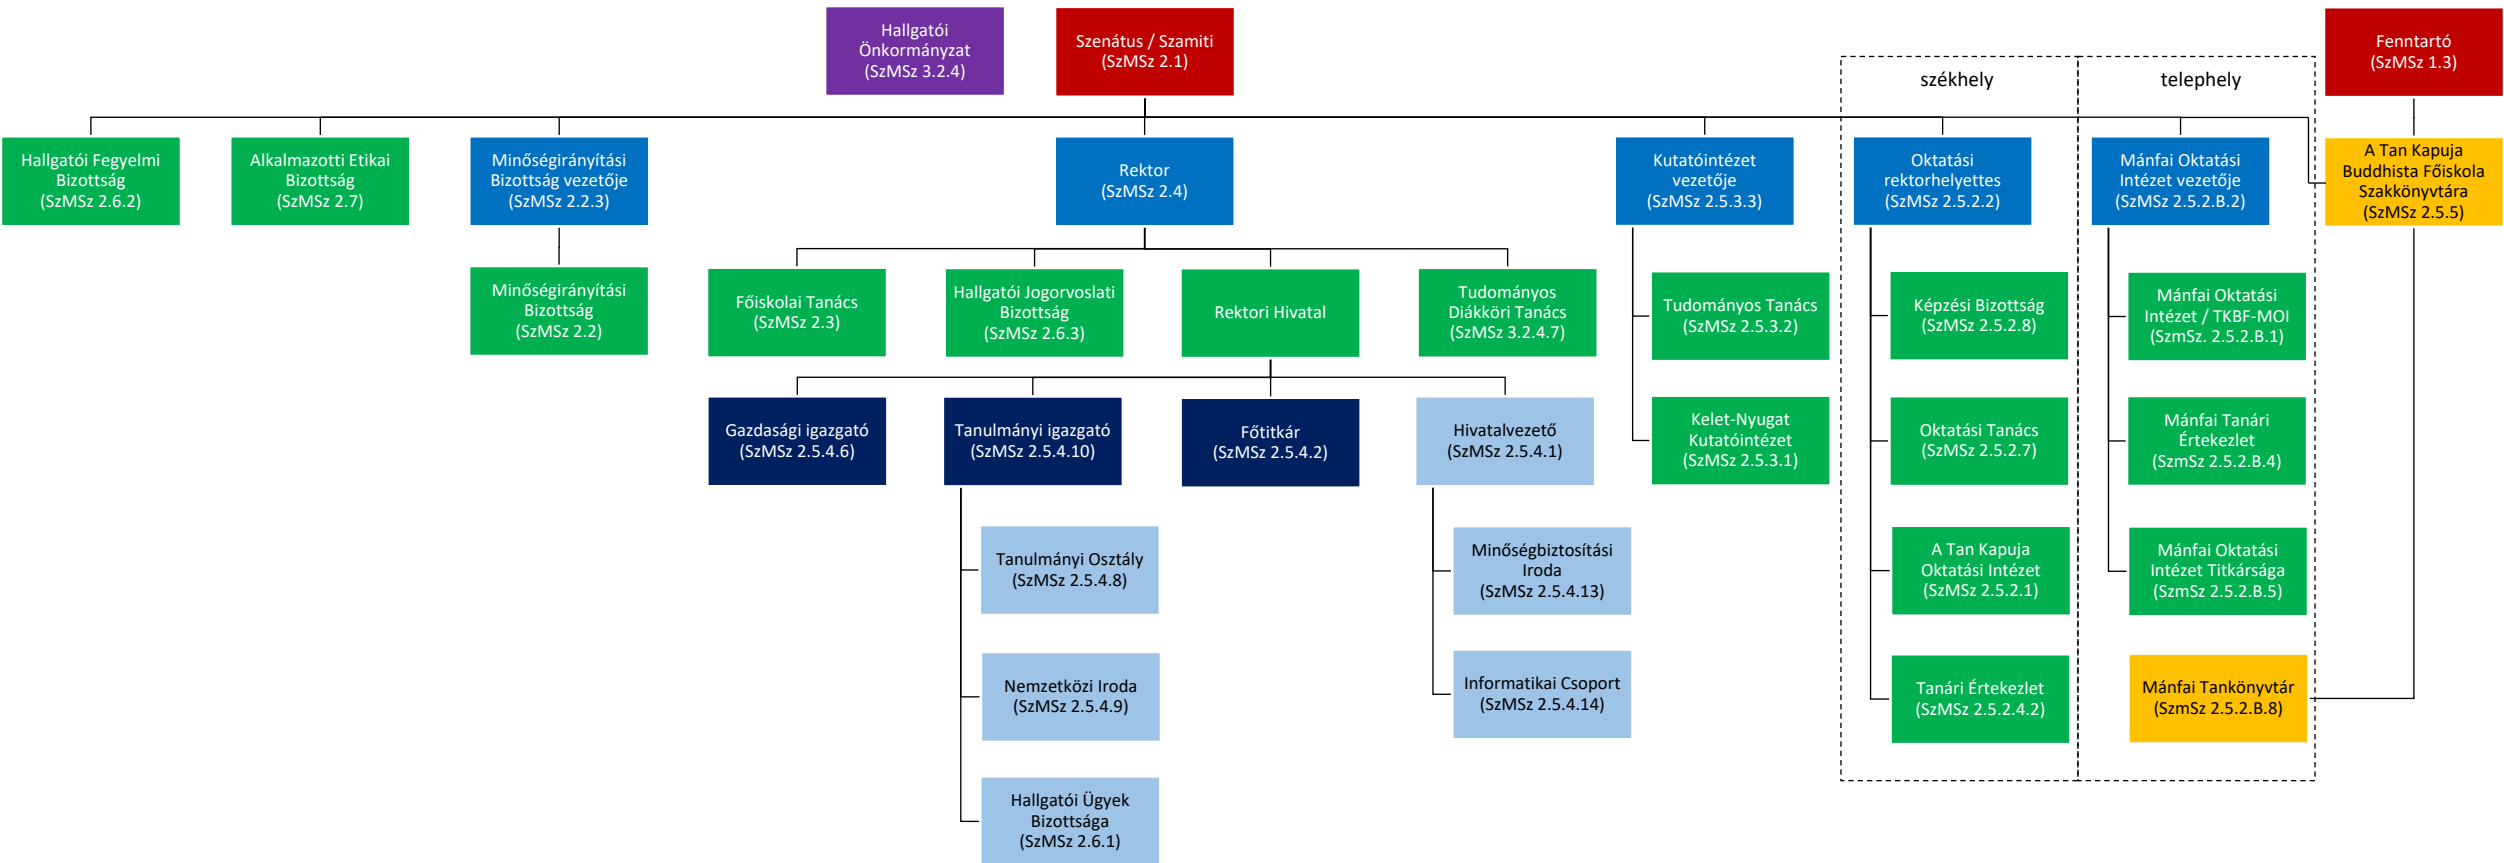 Hallgatói
Önkormányzat
(SzMSz 3.2.4)
Szenátus / Szamiti
(SzMSz 2.1)
Fenntartó
(SzMSz 1.3)
székhely
telephely
Hallgatói Fegyelmi
Bizottság
(SzMSz 2.6.2)
Alkalmazotti Etikai
Bizottság
(SzMSz 2.7)
Minőségirányítási
Bizottság vezetője
(SzMSz 2.2.3)
Rektor
(SzMSz 2.4)
Kutatóintézet
vezetője
(SzMSz 2.5.3.3)
Oktatási
rektorhelyettes
(SzMSz 2.5.2.2)
Mánfai Oktatási
Intézet vezetője
(SzMSz 2.5.2.B.2)
A Tan Kapuja
Buddhista Főiskola
Szakkönyvtára
(SzMSz 2.5.5)
Minőségirányítási
Bizottság
(SzMSz 2.2)
Főiskolai Tanács
(SzMSz 2.3)
Hallgatói Jogorvoslati
Bizottság
(SzMSz 2.6.3)
Rektori Hivatal
Tudományos
Diákköri Tanács
(SzMSz 3.2.4.7)
Tudományos Tanács
(SzMSz 2.5.3.2)
Képzési Bizottság
(SzMSz 2.5.2.8)
Mánfai Oktatási
Intézet / TKBF-MOI
(SzmSz. 2.5.2.B.1)
Gazdasági igazgató
(SzMSz 2.5.4.6)
Tanulmányi igazgató
(SzMSz 2.5.4.10)
Főtitkár
(SzMSz 2.5.4.2)
Hivatalvezető
(SzMSz 2.5.4.1)
Kelet-Nyugat
Kutatóintézet
(SzMSz 2.5.3.1)
Oktatási Tanács
(SzMSz 2.5.2.7)
Mánfai Tanári
Értekezlet
(SzmSz 2.5.2.B.4)
Tanulmányi Osztály
(SzMSz 2.5.4.8)
Minőségbiztosítási
Iroda
(SzMSz 2.5.4.13)
A Tan Kapuja
Oktatási Intézet
(SzMSz 2.5.2.1)
Mánfai Oktatási
Intézet Titkársága
(SzmSz 2.5.2.B.5)
Nemzetközi Iroda
(SzMSz 2.5.4.9)
Informatikai Csoport
(SzMSz 2.5.4.14)
Tanári Értekezlet
(SzMSz 2.5.2.4.2)
Mánfai Tankönyvtár
(SzmSz 2.5.2.B.8)
Hallgatói Ügyek
Bizottsága
(SzMSz 2.6.1)